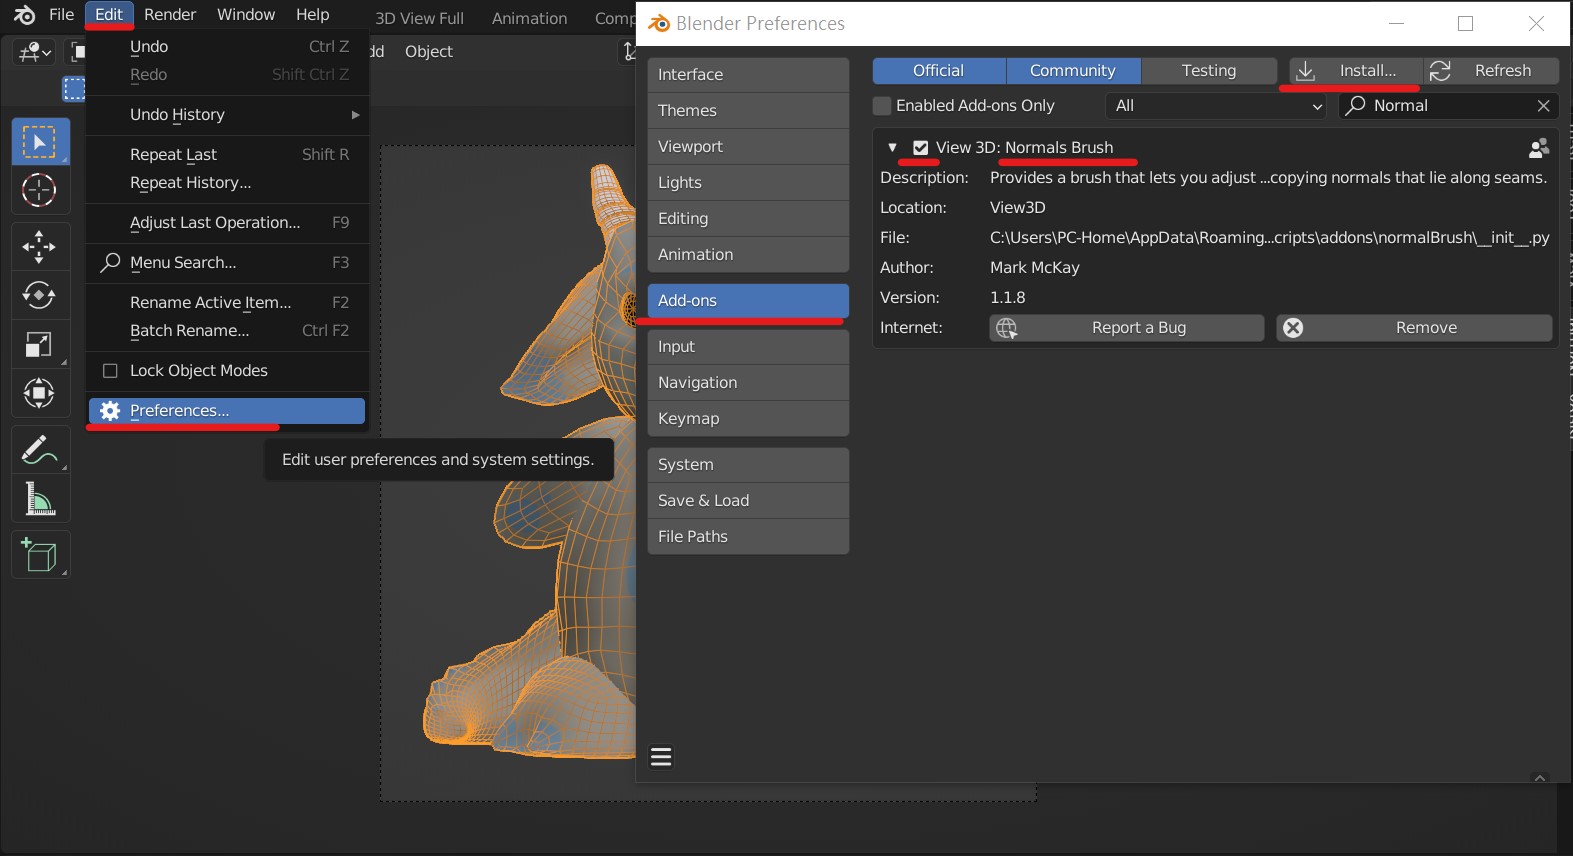 File Edit Render Window Help
3D View Full Animation
Object
Undo Ctrl Z
Redo Shift Ctrl Z
Undo History
Repeat Last Shift R
Repeat History...
Adjust Last Operation... F9
Menu Search... F3
Rename Active Item... F2
Batch Rename... Ctrl F2
Lock Object Modes
Preferences...
Edit user preferences and system settings.
Blender Preferences
Interface
Themes
Viewport
Lights
Editing
Animation
Add-ons
Input
Navigation
Keymap
System
Save & Load
File Paths
Official Community Testing Install... Refresh
Enabled Add-ons Only All Normal
View 3D: Normals Brush
Description: Provides a brush that lets you adjust ...copying normals that lie along seams.
Location: View3D
File: C:\Users\PC-Home\AppData\Roaming...cripts\addons\normalBrush\__init__.py
Author: Mark McKay
Version: 1.1.8
Internet: Report a Bug Remove